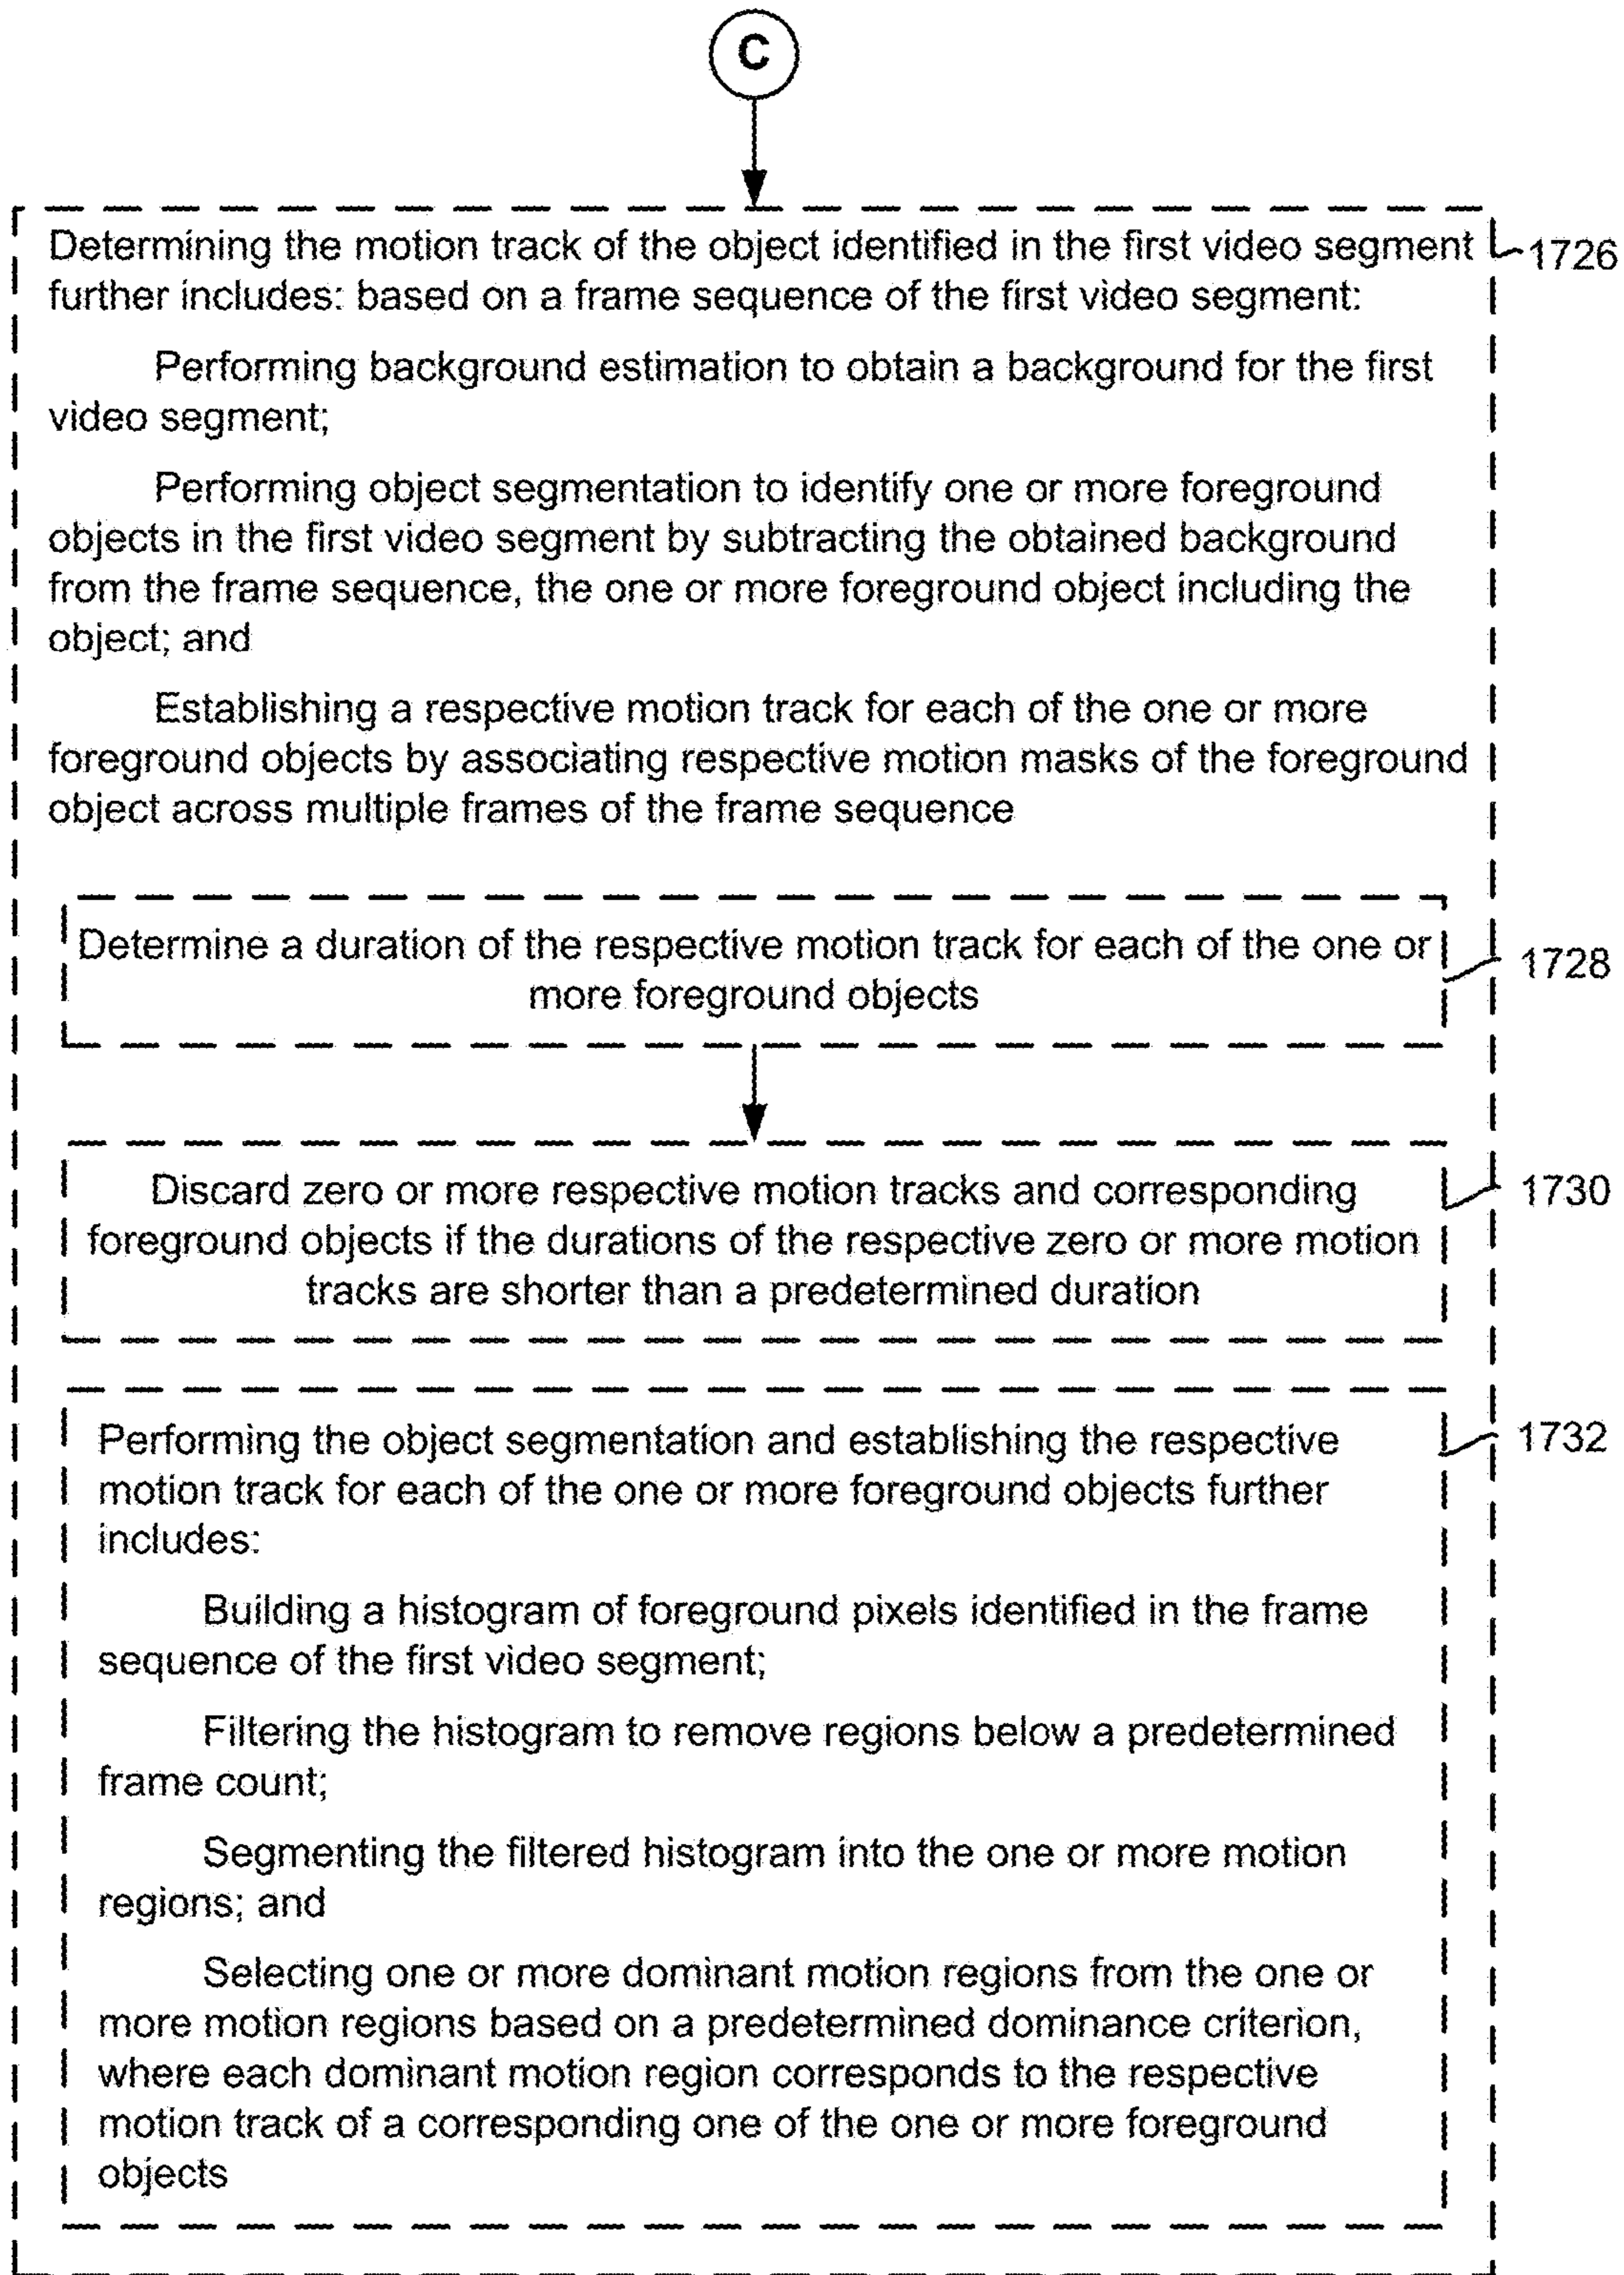 C
Determining the motion track of the object identified in the first video segment
1726
further includes: based on a frame sequence of the first video segment:
Performing background estimation to obtain a background for the first
video segment;
Performing object segmentation to identify one or more foreground
objects in the first video segment by subtracting the obtained background
from the frame sequence, the one or more foreground object including the
object; and
Establishing a respective motion track for each of the one or more
foreground objects by associating respective motion masks of the foreground
object across multiple frames of the frame sequence
Determine a duration of the respective motion track for each of the one or
more foreground objects
1728
Discard zero or more respective motion tracks and corresponding
foreground objects if the durations of the respective zero or more motion
tracks are shorter than a predetermined duration
1730
Performing the object segmentation and establishing the respective
motion track for each of the one or more foreground objects further
includes:
1732
Building a histogram of foreground pixels identified in the frame
sequence of the first video segment;
Filtering the histogram to remove regions below a predetermined
frame count;
Segmenting the filtered histogram into the one or more motion
regions; and
Selecting one or more dominant motion regions from the one or
more motion regions based on a predetermined dominance criterion,
where each dominant motion region corresponds to the respective
motion track of a corresponding one of the one or more foreground
objects